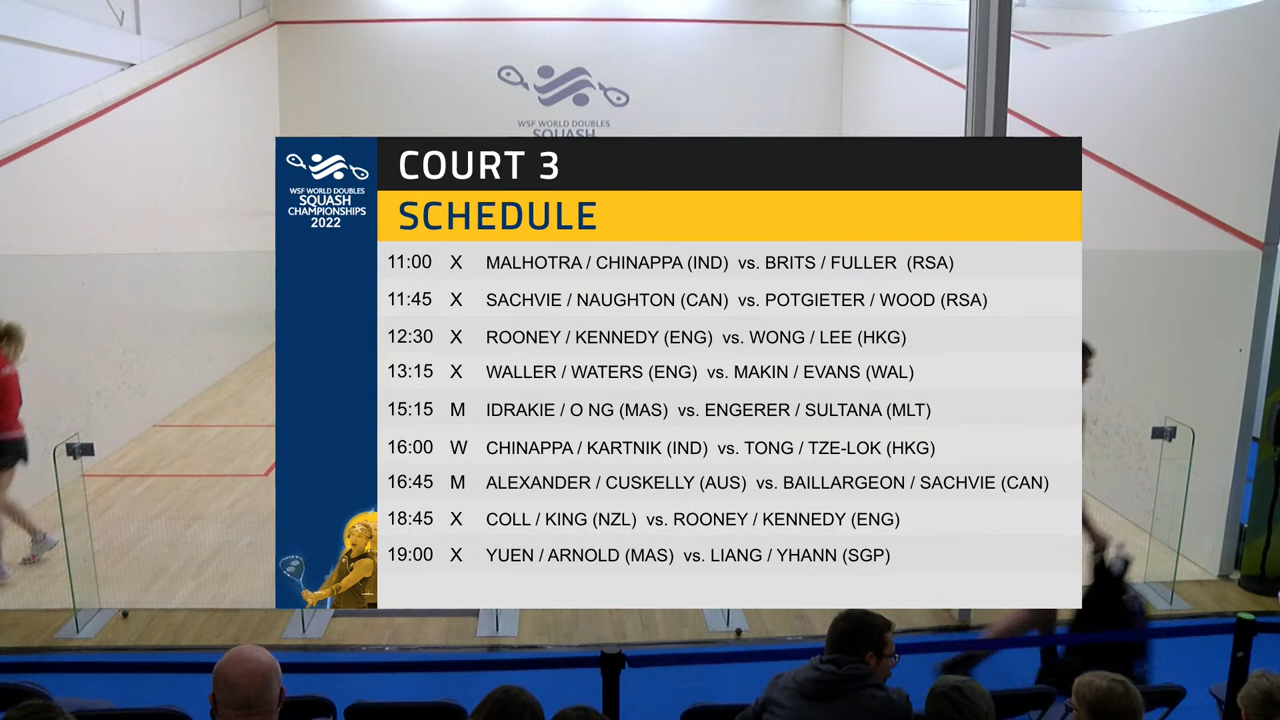 WSF WORLD DOUBLES
SQUASH
WSF WORLD DOUBLES
SQUASH
CHAMPIONSHIPS
2022
COURT 3
SCHEDULE
11:00 X MALHOTRA / CHINAPPA (IND) vs. BRITS / FULLER (RSA)
11:45 X SACHVIE / NAUGHTON (CAN) vs. POTGIETER / WOOD (RSA)
12:30 X ROONEY / KENNEDY (ENG) vs. WONG / LEE (HKG)
13:15 X WALLER / WATERS (ENG) vs. MAKIN / EVANS (WAL)
15:15 M IDRAKIE / O NG (MAS) vs. ENGERER / SULTANA (MLT)
16:00 W CHINAPPA / KARTNIK (IND) vs. TONG / TZE-LOK (HKG)
16:45 M ALEXANDER / CUSKELLY (AUS) vs. BAILLARGEON / SACHVIE (CAN)
18:45 X COLL / KING (NZL) vs. ROONEY / KENNEDY (ENG)
19:00 X YUEN / ARNOLD (MAS) vs. LIANG / YHANN (SGP)